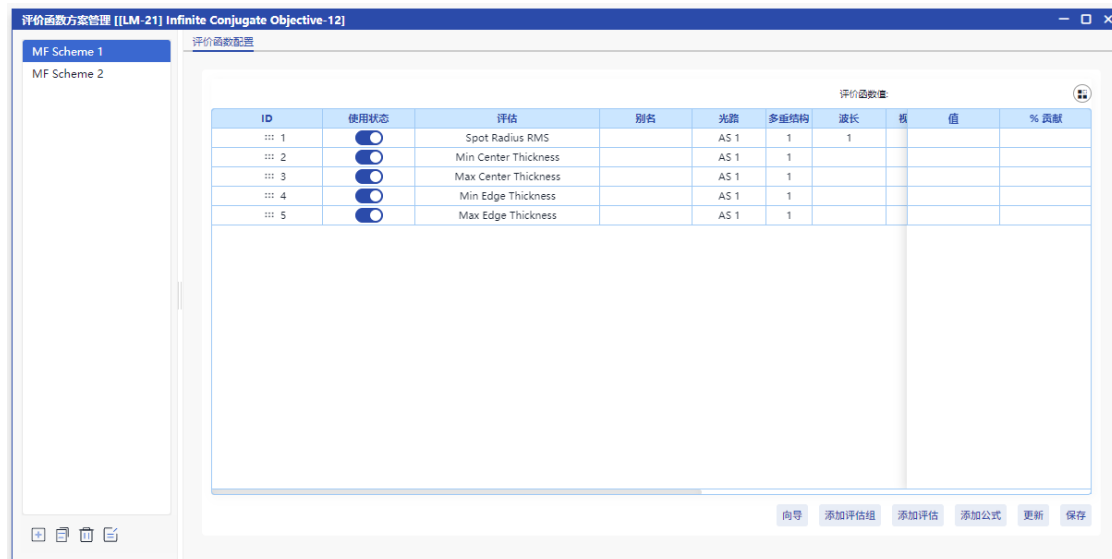 评价函数方案管理 [[LM-21] Infinite Conjugate Objective-12]
MF Scheme 1
MF Scheme 2
评价函数配置
评价函数值:
ID 使用状态 评估 别名 光路 多重结构 波长 视 值 % 贡献
1 Spot Radius RMS AS 1 1 1
2 Min Center Thickness AS 1 1
3 Max Center Thickness AS 1 1
4 Min Edge Thickness AS 1 1
5 Max Edge Thickness AS 1 1
向导 添加评估组 添加评估 添加公式 更新 保存